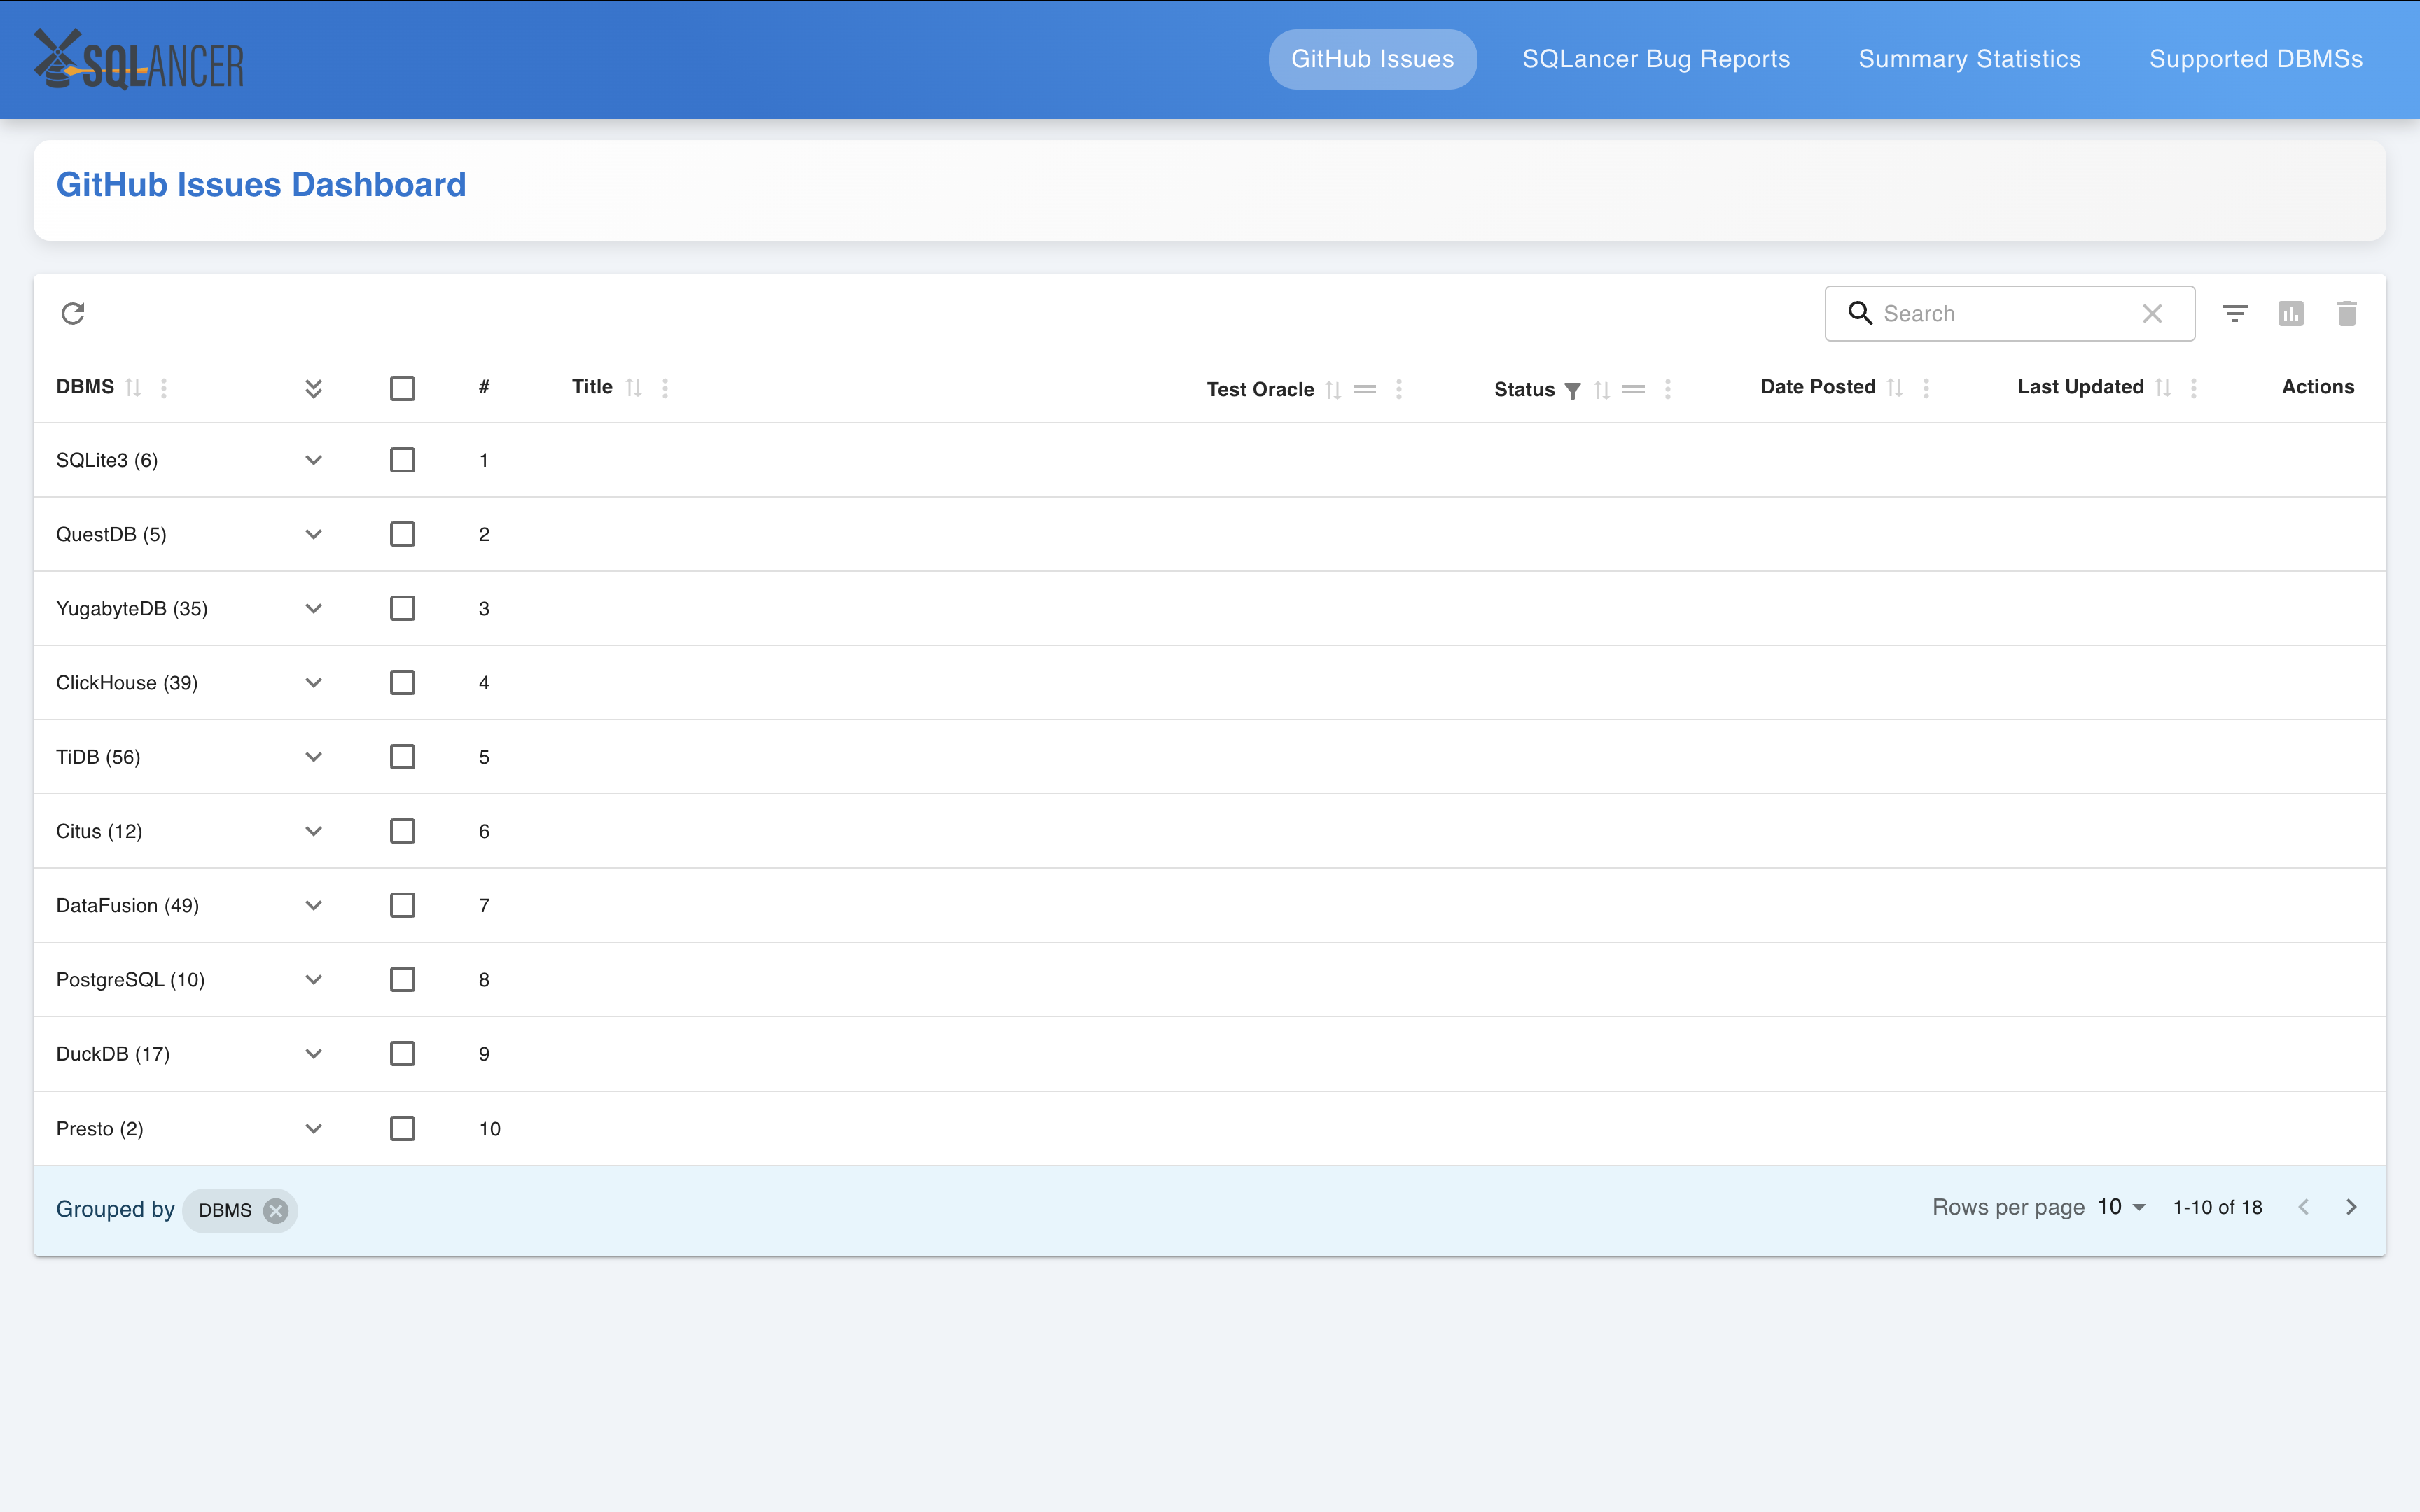 SQLANCER
GitHub Issues SQLancer Bug Reports Summary Statistics Supported DBMSs
GitHub Issues Dashboard
Search
DBMS # Title Test Oracle Status Date Posted Last Updated Actions
SQLite3 (6) 1
QuestDB (5) 2
YugabyteDB (35) 3
ClickHouse (39) 4
TiDB (56) 5
Citus (12) 6
DataFusion (49) 7
PostgreSQL (10) 8
DuckDB (17) 9
Presto (2) 10
Grouped by DBMS Rows per page 10 1-10 of 18